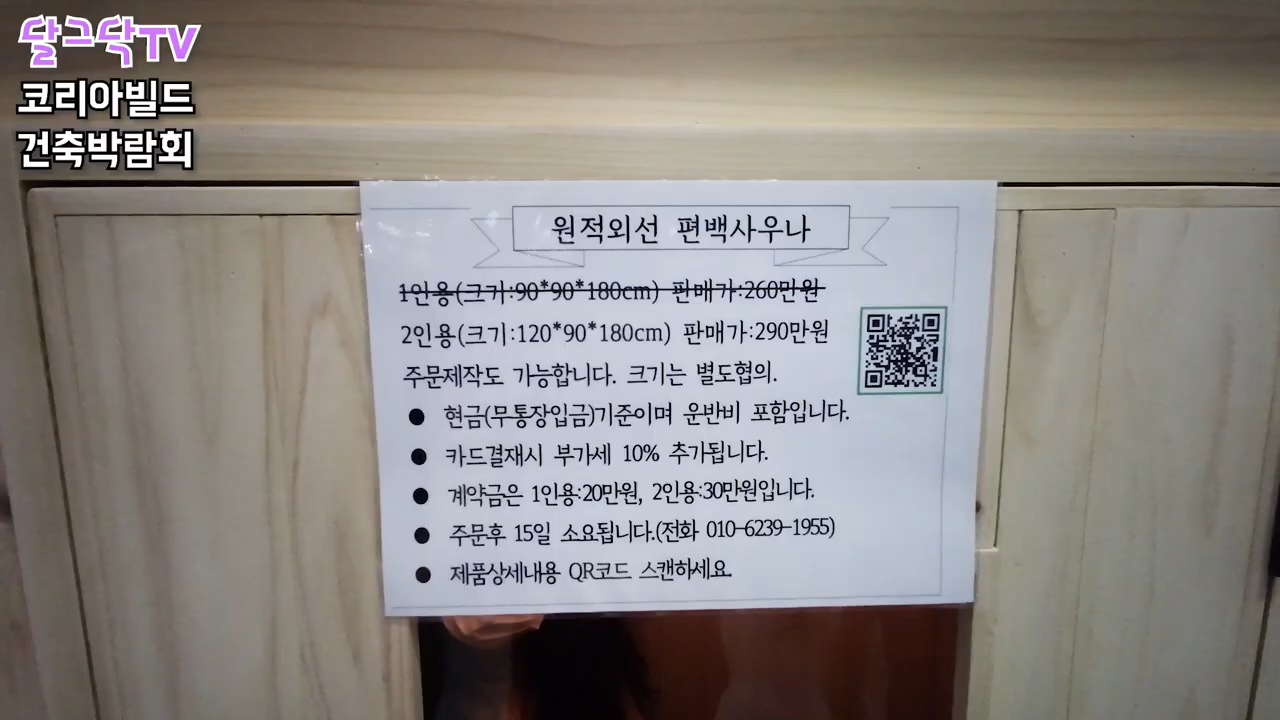 달그닥TV
코리아빌드
건축박람회
원적외선 편백사우나
1인용(크기:90*90*180cm) 판매가:260만원
2인용(크기:120*90*180cm) 판매가:290만원
주문제작도 가능합니다. 크기는 별도협의.
● 현금(무통장입금)기준이며 운반비 포함입니다.
● 카드결재시 부가세 10% 추가됩니다.
● 계약금은 1인용:20만원, 2인용:30만원입니다.
● 주문후 15일 소요됩니다.(전화 010-6239-1955)
● 제품상세내용 QR코드 스캔하세요.